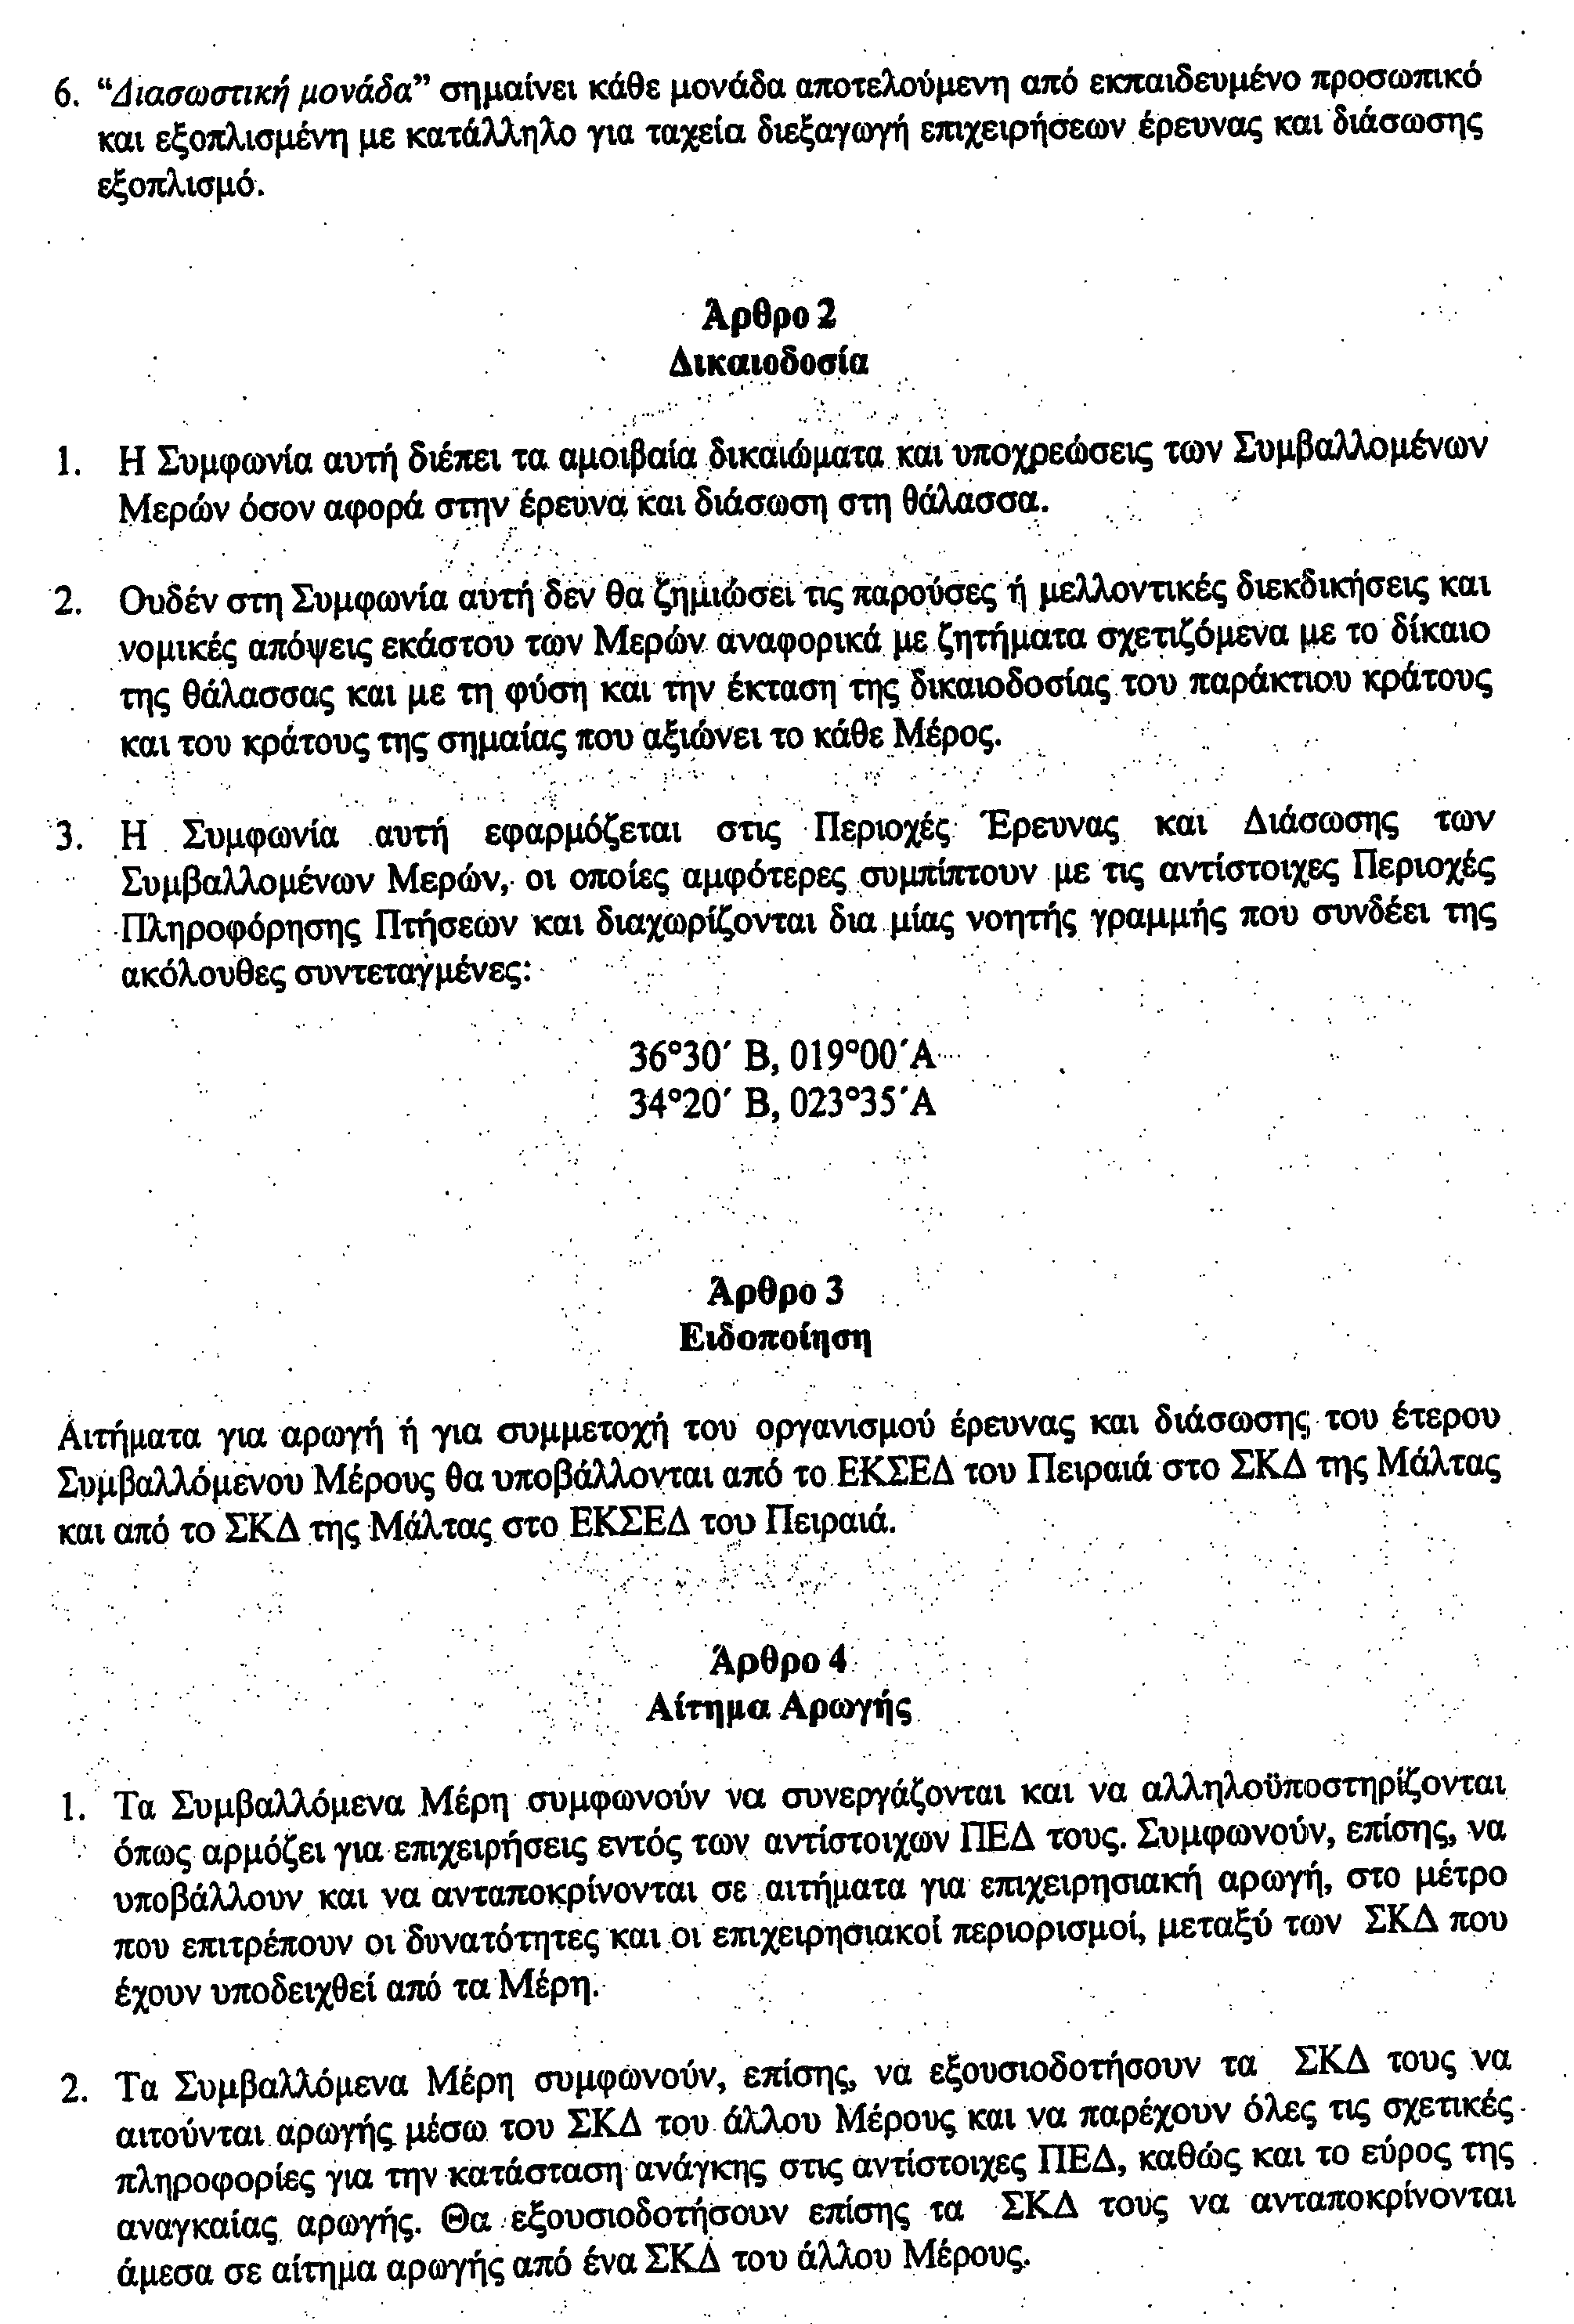 6. “Διασωστική μονάδα” σημαίνει κάθε μονάδα αποτελούμενη από εκπαιδευμένο προσωπικό
και εξοπλισμένη με κατάλληλο για ταχεία διεξαγωγή επιχειρήσεων έρευνας και διάσωσης
εξοπλισμό.
Άρθρο 2
Δικαιοδοσία
1. Η Συμφωνία αυτή διέπει τα αμοιβαία δικαιώματα και υποχρεώσεις των Συμβαλλομένων
Μερών όσον αφορά στην έρευνα και διάσωση στη θάλασσα.
2. Ουδέν στη Συμφωνία αυτή δεν θα ζημιώσει τις παρούσες ή μελλοντικές διεκδικήσεις και
νομικές απόψεις εκάστου των Μερών αναφορικά με ζητήματα σχετιζόμενα με το δίκαιο
της θάλασσας και με τη φύση και την έκταση της δικαιοδοσίας του παράκτιου κράτους
και του κράτους της σημαίας που αξιώνει το κάθε Μέρος.
3. Η Συμφωνία αυτή εφαρμόζεται στις Περιοχές Έρευνας και Διάσωσης των
Συμβαλλομένων Μερών, οι οποίες αμφότερες συμπίπτουν με τις αντίστοιχες Περιοχές
Πληροφόρησης Πτήσεων και διαχωρίζονται δια μίας νοητής γραμμής που συνδέει της
ακόλουθες συντεταγμένες:
36°30′ Β, 019°00′Α
34°20′ Β, 023°35′Α
Άρθρο 3
Ειδοποίηση
Αιτήματα για αρωγή ή για συμμετοχή του οργανισμού έρευνας και διάσωσης του έτερου
Συμβαλλόμενου Μέρους θα υποβάλλονται από το ΕΚΣΕΔ του Πειραιά στο ΣΚΔ της Μάλτας
και από το ΣΚΔ της Μάλτας στο ΕΚΣΕΔ του Πειραιά.
Άρθρο 4
Αίτημα Αρωγής
1. Τα Συμβαλλόμενα Μέρη συμφωνούν να συνεργάζονται και να αλληλοϋποστηρίζονται
όπως αρμόζει για επιχειρήσεις εντός των αντίστοιχων ΠΕΔ τους. Συμφωνούν, επίσης, να
υποβάλλουν και να ανταποκρίνονται σε αιτήματα για επιχειρησιακή αρωγή, στο μέτρο
που επιτρέπουν οι δυνατότητες και οι επιχειρησιακοί περιορισμοί, μεταξύ των ΣΚΔ που
έχουν υποδειχθεί από τα Μέρη.
2. Τα Συμβαλλόμενα Μέρη συμφωνούν, επίσης, να εξουσιοδοτήσουν τα ΣΚΔ τους να
αιτούνται αρωγής μέσω του ΣΚΔ του άλλου Μέρους και να παρέχουν όλες τις σχετικές
πληροφορίες για την κατάσταση ανάγκης στις αντίστοιχες ΠΕΔ, καθώς και το εύρος της
αναγκαίας αρωγής. Θα εξουσιοδοτήσουν επίσης τα ΣΚΔ τους να ανταποκρίνονται
άμεσα σε αίτημα αρωγής από ένα ΣΚΔ του άλλου Μέρους.